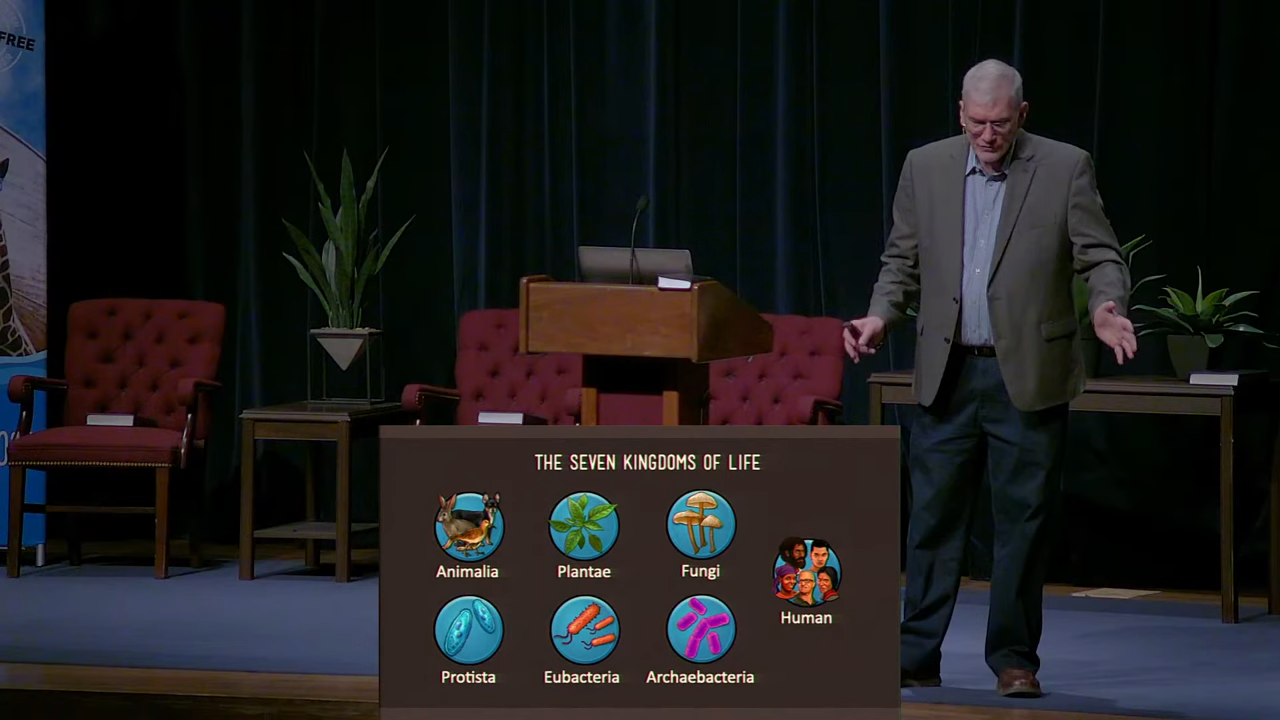 FREE
THE SEVEN KINGDOMS OF LIFE
Animalia
Plantae
Fungi
Human
Protista
Eubacteria
Archaebacteria